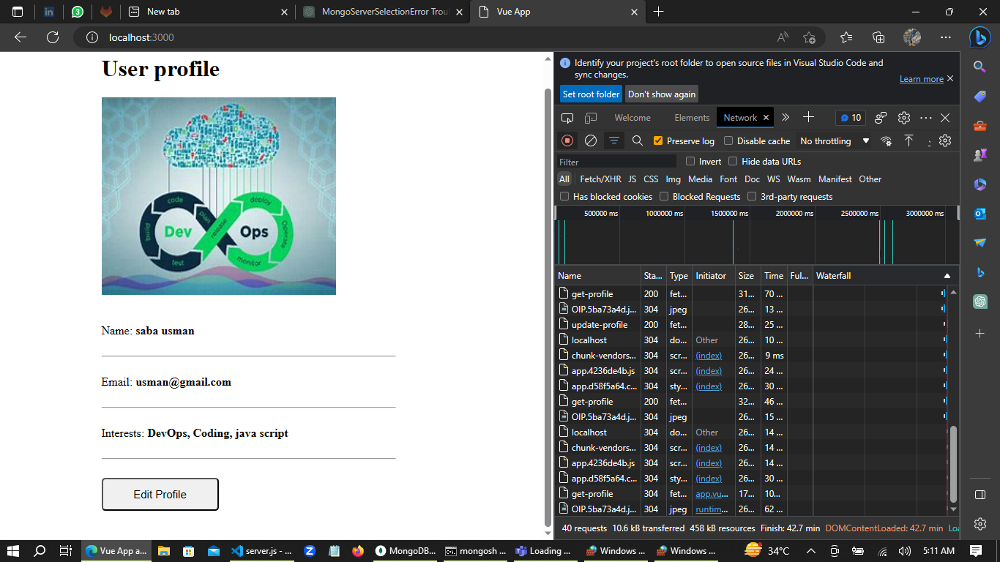 New tab
MongoServerSelectionError Trou
Vue App
localhost:3000
User profile
code
deploy
plan
release
build
Dev
Ops
Operate
test
monitor
Name: saba usman
Email: usman@gmail.com
Interests: DevOps, Coding, java script
Edit Profile
Identify your project's root folder to open source files in Visual Studio Code and
sync changes.
Learn more
Set root folder Don't show again
Welcome Elements Network 10
Preserve log Disable cache No throttling
Filter Invert Hide data URLs
All Fetch/XHR JS CSS Img Media Font Doc WS Wasm Manifest Other
Has blocked cookies Blocked Requests 3rd-party requests
500000 ms 1000000 ms 1500000 ms 2000000 ms 2500000 ms 3000000 ms
Name Sta... Type Initiator Size Time Ful... Waterfall
get-profile 200 fet... 31... 70 ...
OIP.5ba73a4d.j... 304 jpeg 26... 13 ...
update-profile 200 fet... 28... 25 ...
localhost 304 do... Other 26... 10 ...
chunk-vendors... 304 scr... (index) 26... 9 ms
app.4236de4b.js 304 scr... (index) 26... 24 ...
app.d58f5a64.c... 304 sty... (index) 26... 30 ...
get-profile 200 fet... 32... 46 ...
OIP.5ba73a4d.j... 304 jpeg 26... 15 ...
localhost 304 do... Other 26... 14 ...
chunk-vendors... 304 scr... (index) 26... 14 ...
app.4236de4b.js 304 scr... (index) 26... 14 ...
app.d58f5a64.c... 304 sty... (index) 26... 30 ...
get-profile 304 fet... app.vu... 17... 10...
OIP.5ba73a4d.j... 304 jpeg runtim... 26... 62 ...
40 requests 10.6 kB transferred 458 kB resources Finish: 42.7 min DOMContentLoaded: 42.7 min Loa
Vue App a... server.js - ... MongoDB... mongosh ... Loading ... Windows ... Windows ... 34°C 5:11 AM